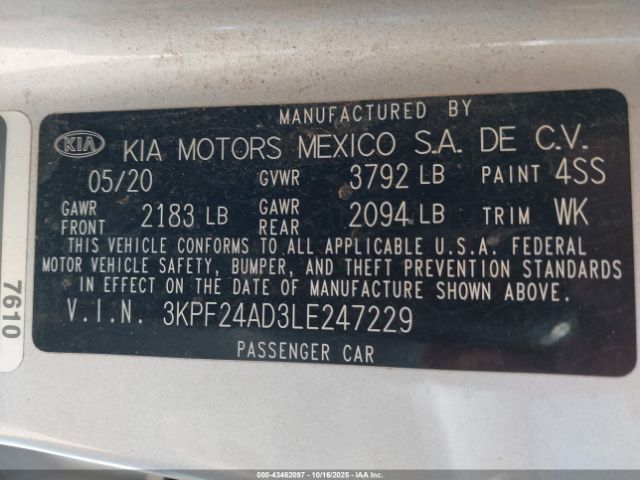 MANUFACTURED BY
KIA KIA MOTORS MEXICO S.A. DE C.V.
05/20 GVWR 3792 LB PAINT 4SS
GAWR FRONT 2183 LB GAWR REAR 2094 LB TRIM WK
THIS VEHICLE CONFORMS TO ALL APPLICABLE U.S.A. FEDERAL
MOTOR VEHICLE SAFETY, BUMPER, AND THEFT PREVENTION STANDARDS
IN EFFECT ON THE DATE OF MANUFACTURE SHOWN ABOVE.
V.I.N. 3KPF24AD3LE247229
PASSENGER CAR
7610
000-43462097 - 10/16/2025 - IAAI Copyright